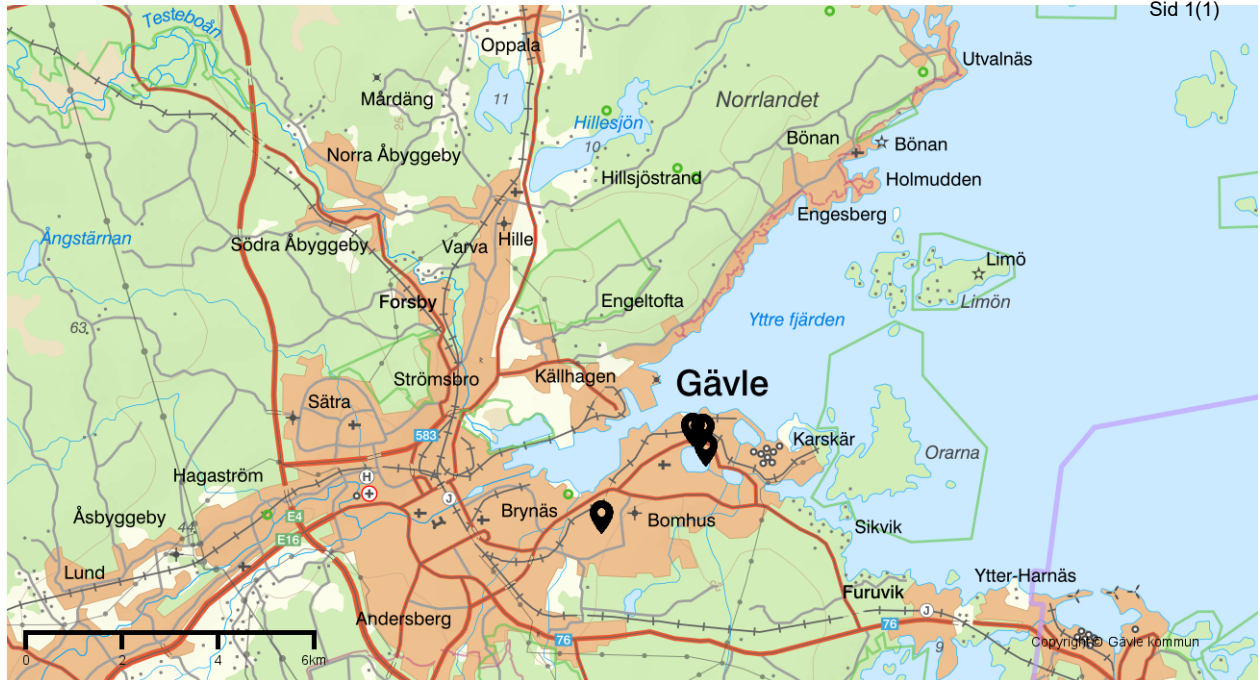 Sid 1(1)
Testeboån
Oppala
Utvalnäs
11
Mårdäng
Norrlandet
25
Hillesjön
Bönan
Bönan
10
Norra Åbyggeby
Hillsjöstrand
Holmudden
Engesberg
Ångstärnan
Södra Åbyggeby
Varva
Hille
Limö
Forsby
Engeltofta
Limön
63
Yttre fjärden
Strömsbro
Källhagen
Gävle
Sätra
583
Karskär
Orarna
Hagaström
H
J
Åsbyggeby
E4
Brynäs
Bomhus
Sikvik
44
E16
Lund
Ytter-Harnäs
Furuvik
J
Andersberg
76
76
9
Copyright © Gävle kommun
0 2 4 6km